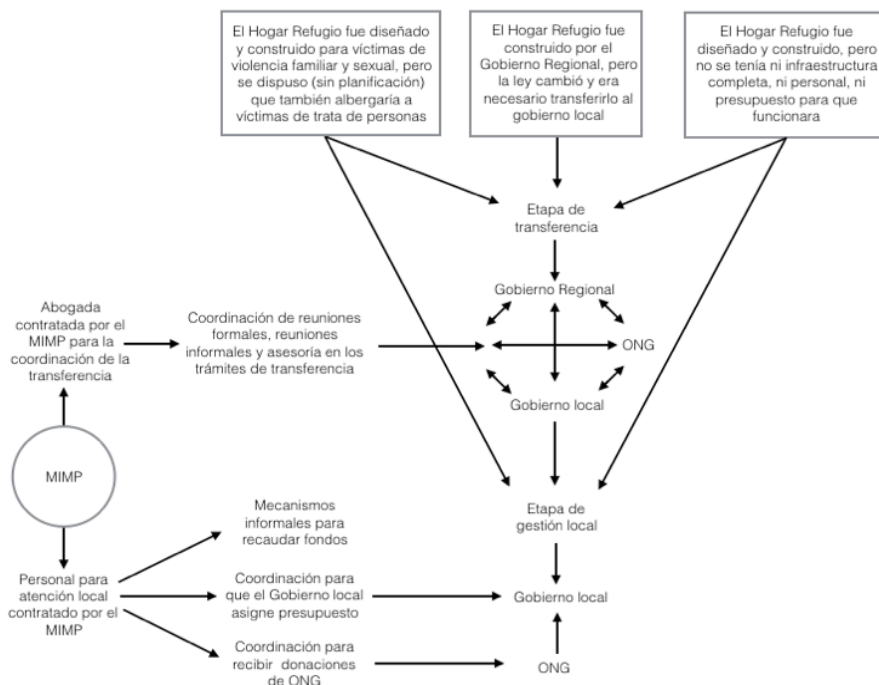 El Hogar Refugio fue diseñado
y construido para víctimas de
violencia familiar y sexual, pero
se dispuso (sin planificación)
que también albergaría a
víctimas de trata de personas
El Hogar Refugio fue
construido por el
Gobierno Regional, pero
la ley cambió y era
necesario transferirlo al
gobierno local
El Hogar Refugio fue
diseñado y construido, pero
no se tenía ni infraestructura
completa, ni personal, ni
presupuesto para que
funcionara
Etapa de
transferencia
Gobierno Regional
Abogada
contratada por el
MIMP para la
coordinación de la
transferencia
Coordinación de reuniones
formales, reuniones
informales y asesoría en los
trámites de transferencia
ONG
Gobierno local
MIMP
Etapa de
gestión local
Mecanismos
informales para
recaudar fondos
Personal para
atención local
contratado por el
MIMP
Coordinación para
que el Gobierno local
asigne presupuesto
Gobierno local
Coordinación para
recibir donaciones
de ONG
ONG